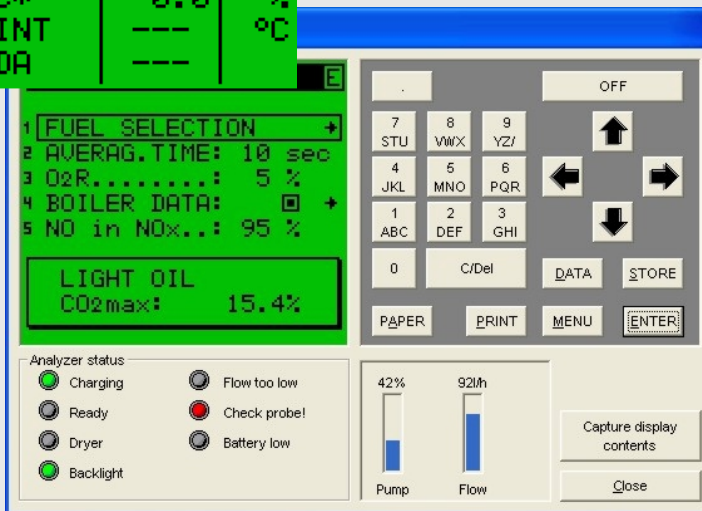 0.0 %
INT --- °C
DA ---
E
1 FUEL SELECTION →
2 AVERAG.TIME: 10 sec
3 O2R........: 5 %
4 BOILER DATA: →
5 NO in NOx..: 95 %
LIGHT OIL
CO2max: 15.4%
. OFF
7 8 9
STU VWX YZ/
4 5 6
JKL MNO PQR
1 2 3
ABC DEF GHI
0 C/Del DATA STORE
PAPER PRINT MENU ENTER
Analyzer status
Charging Flow too low
Ready Check probe!
Dryer Battery low
Backlight
42% 92l/h
Pump Flow
Capture display
contents
Close